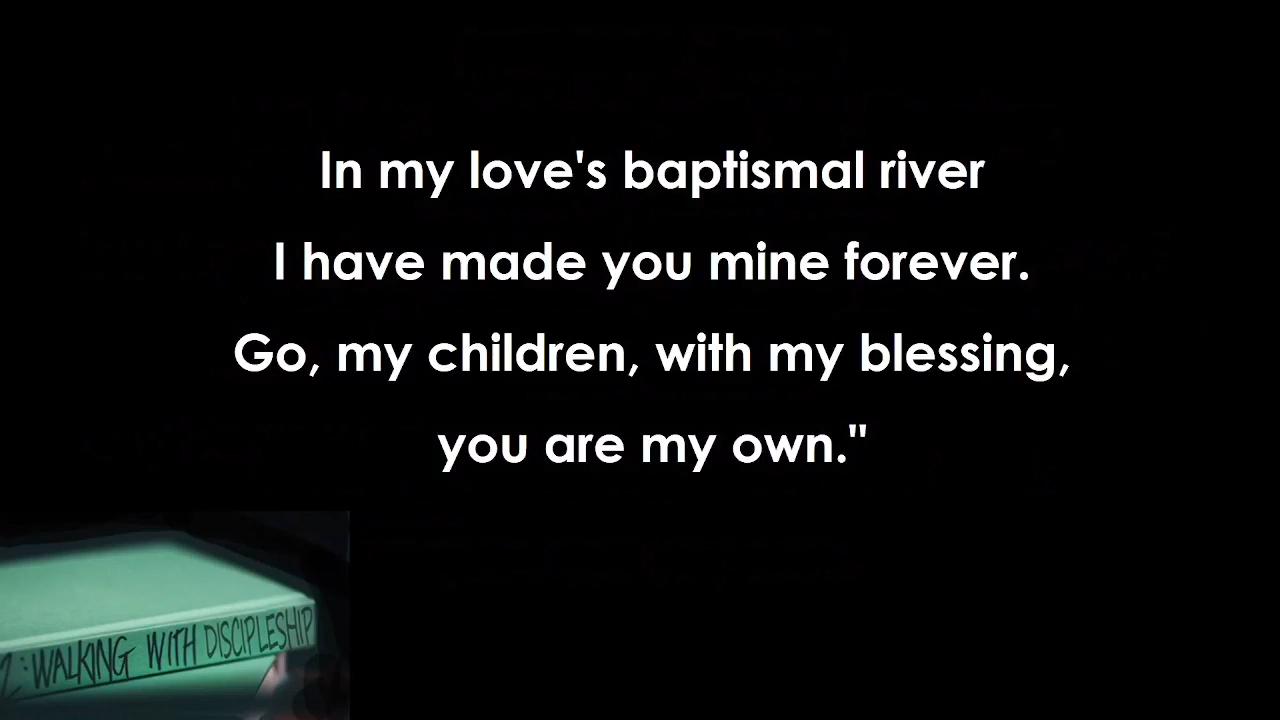 In my love's baptismal river
I have made you mine forever.
Go, my children, with my blessing,
you are my own."
2: WALKING WITH DISCIPLESHIP